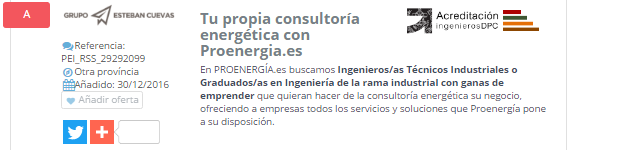 A
GRUPO ESTEBAN CUEVAS
Referencia:
PEI_RSS_29292099
Otra província
Añadido: 30/12/2016
Añadir oferta
Tu propia consultoría
energética con
Proenergia.es
Acreditación
ingenierosDPC
En PROENERGÍA.es buscamos Ingenieros/as Técnicos Industriales o
Graduados/as en Ingeniería de la rama industrial con ganas de
emprender que quieran hacer de la consultoría energética su negocio,
ofreciendo a empresas todos los servicios y soluciones que Proenergía pone
a su disposición.